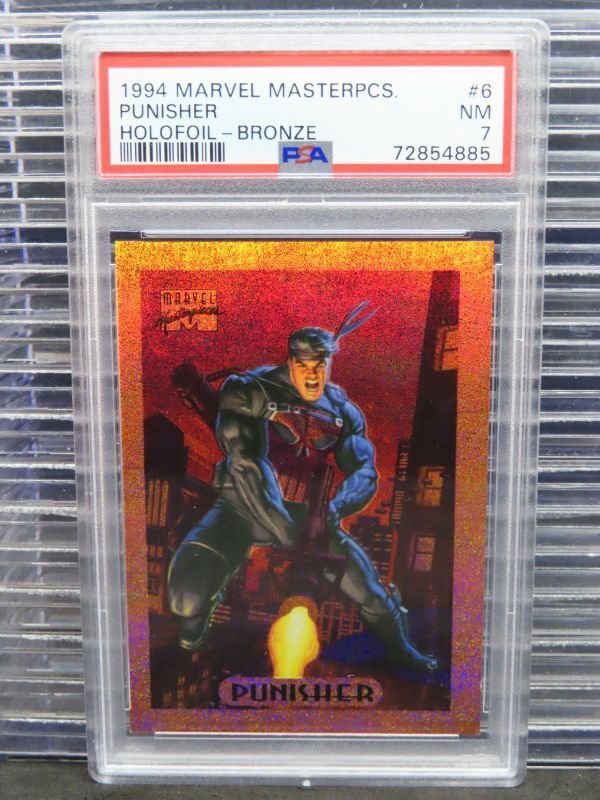 1994 MARVEL MASTERPCS. #6
PUNISHER NM
HOLOFOIL – BRONZE 7
PSA 72854885
MARVEL
Masterpieces
PUNISHER